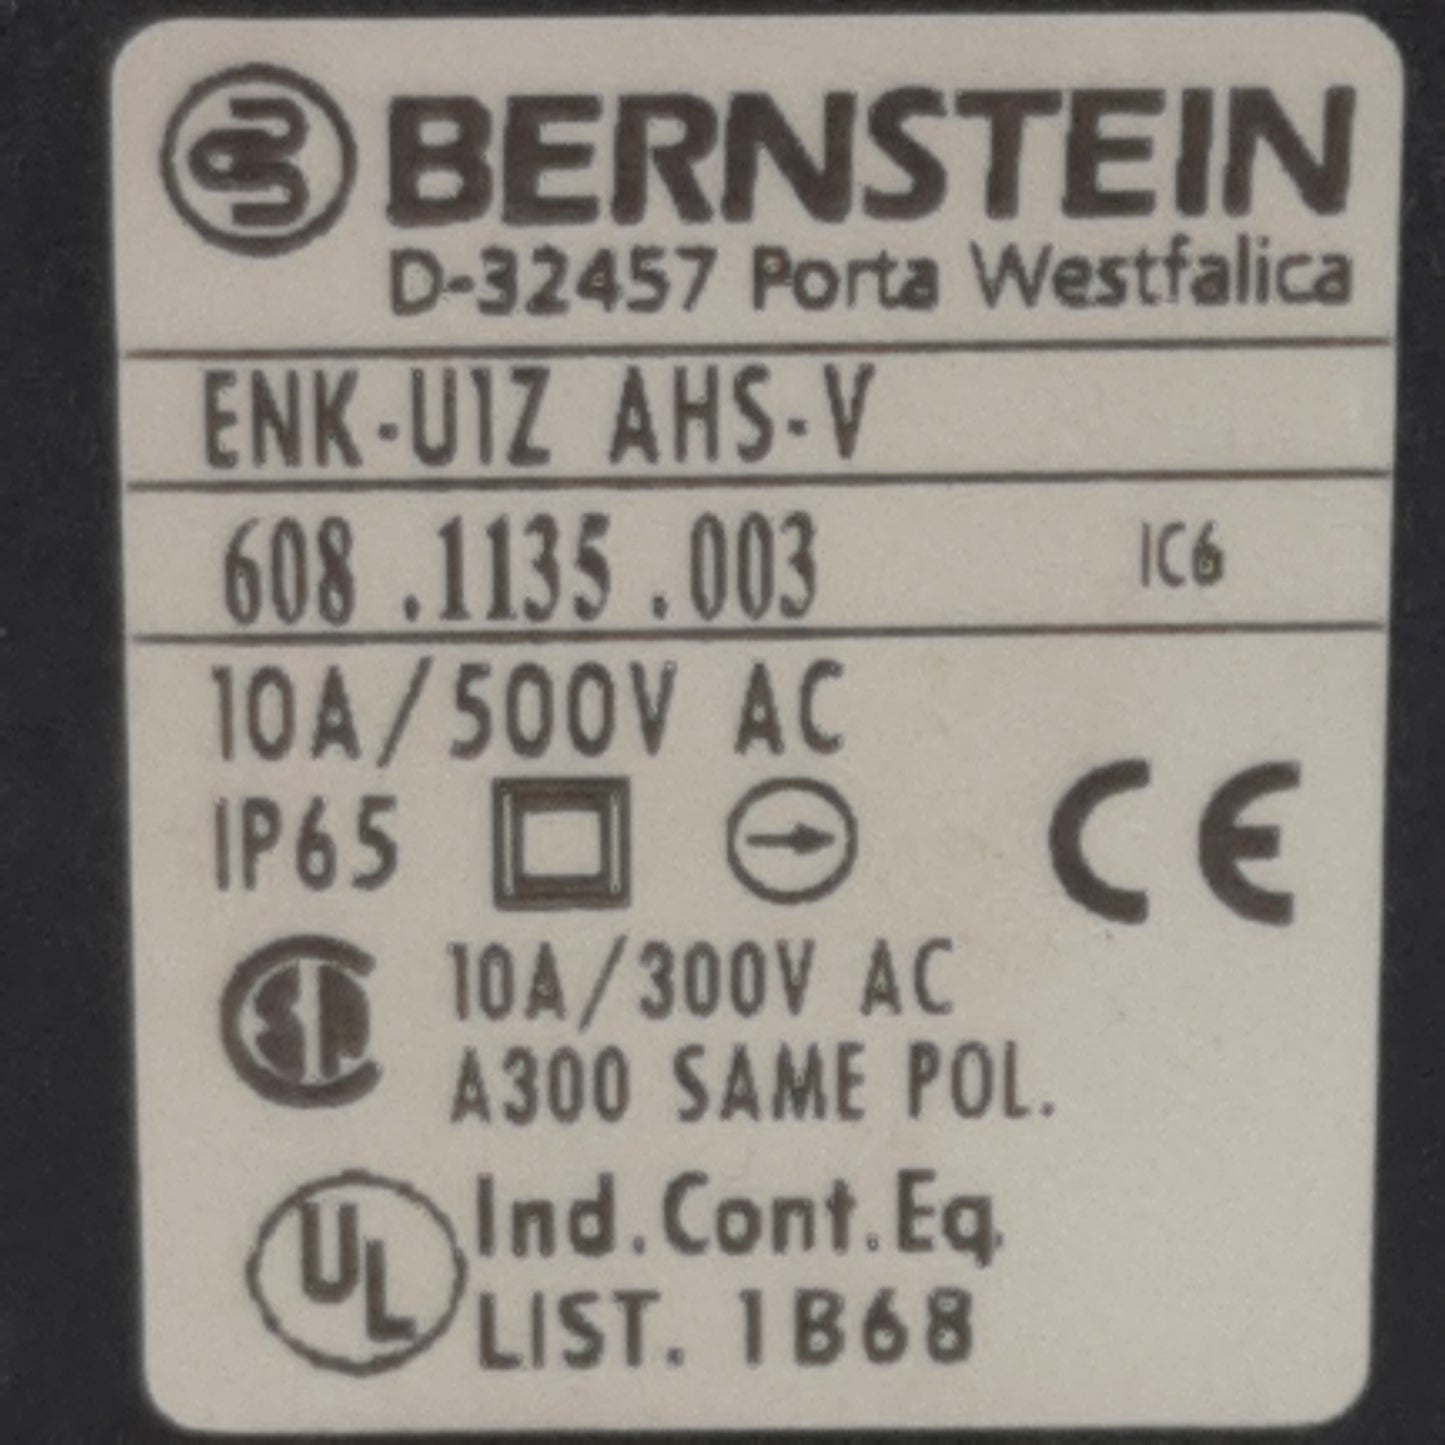 BERNSTEIN
D-32457 Porta Westfalica
ENK-U1Z AHS-V
608.1135.003 IC6
10A/500V AC
IP65 CE
10A/300V AC
A300 SAME POL.
UL Ind.Cont.Eq.
LIST. 1B68